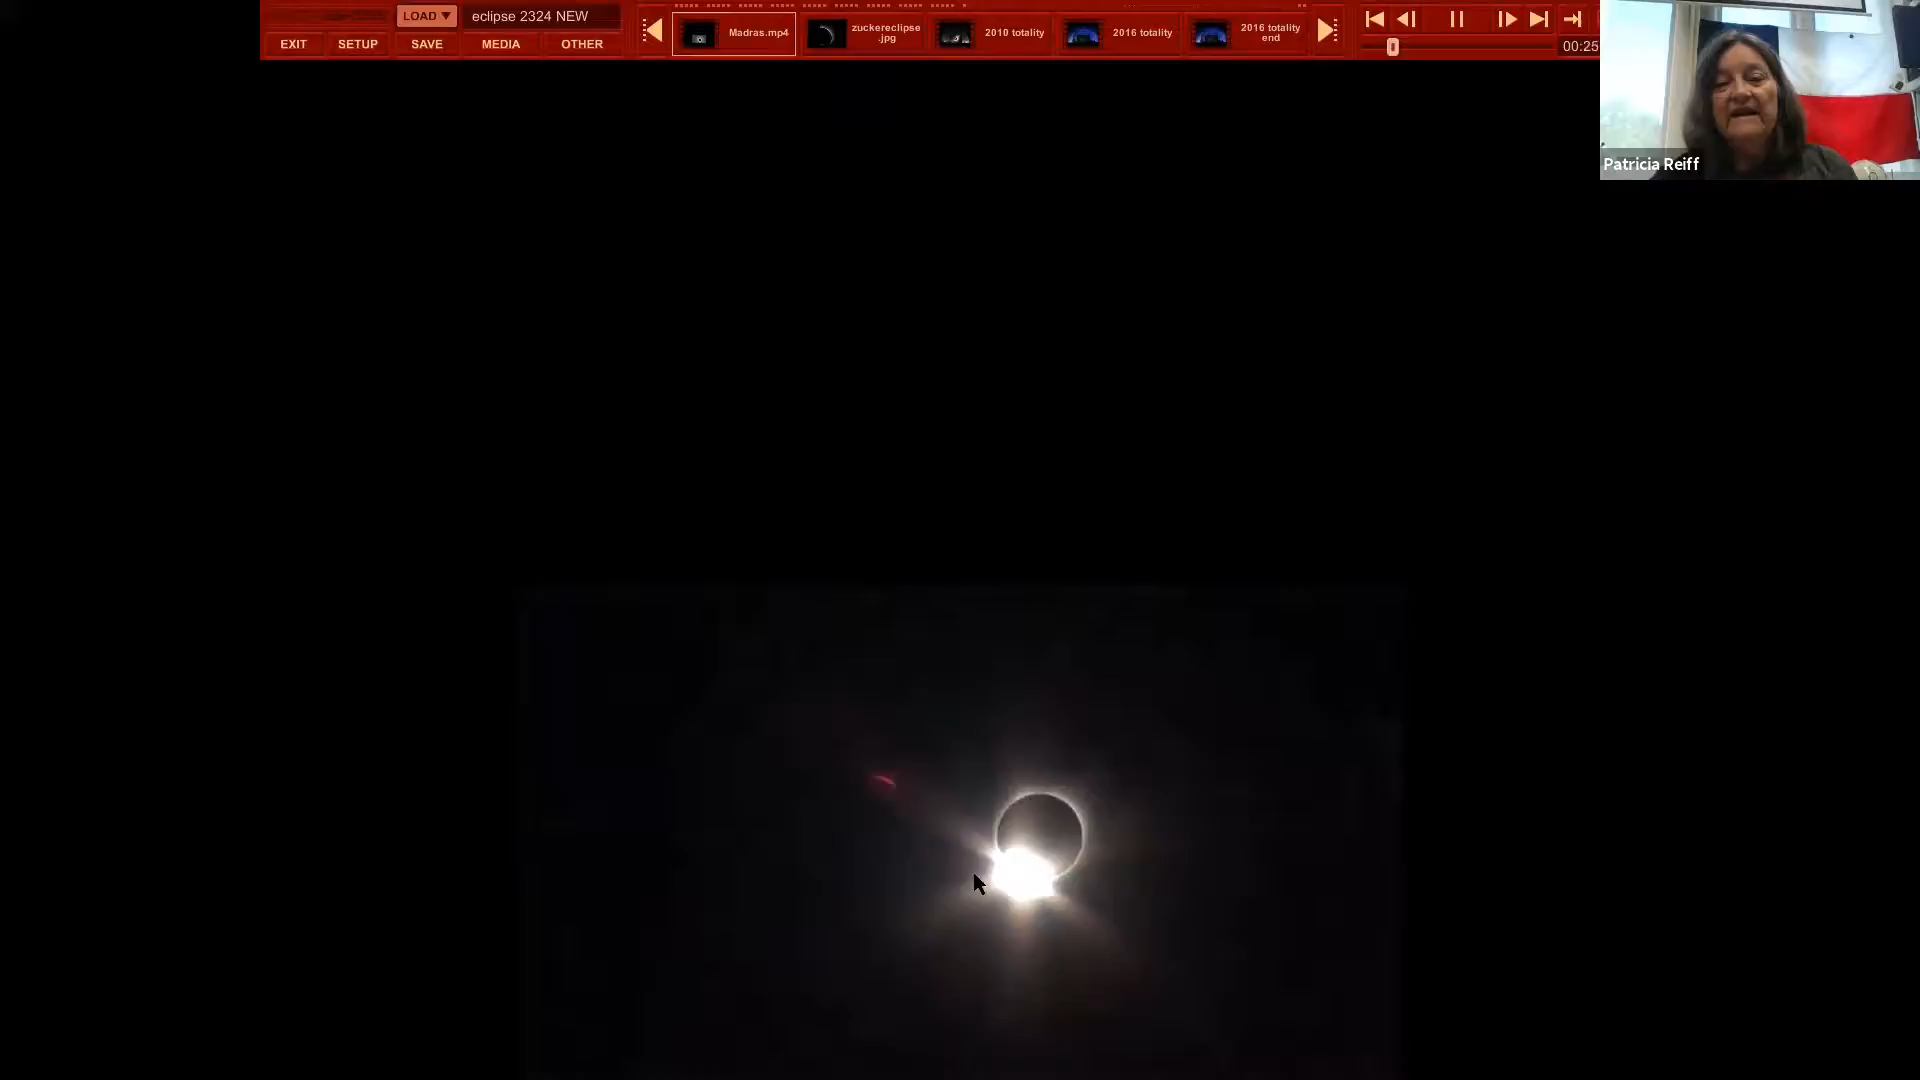 LOAD ▼
eclipse 2324 NEW
EXIT
SETUP
SAVE
MEDIA
OTHER
Madras.mp4
zuckereclipse
.jpg
2010 totality
2016 totality
2016 totality
end
00:25
Patricia Reiff